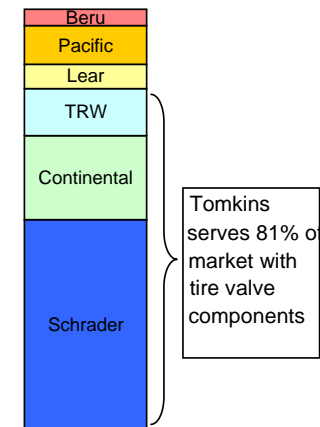 Beru
Pacific
Lear
TRW
Continental
Schrader
Tomkins
serves 81% of
market with
tire valve
components